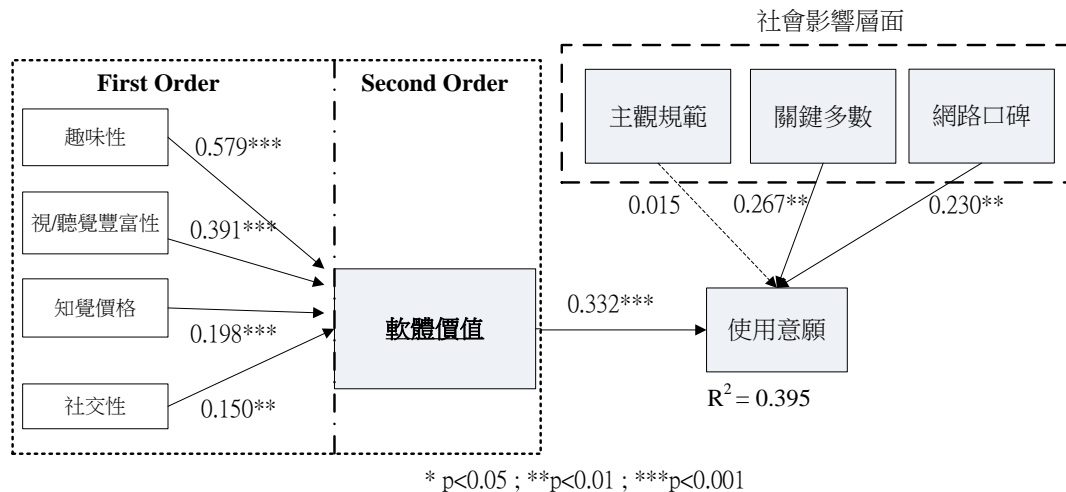 社會影響層面
First Order
Second Order
主觀規範
關鍵多數
網路口碑
趣味性
0.579***
視/聽覺豐富性
0.391***
知覺價格
0.198***
社交性
0.150**
軟體價值
0.332***
0.015
0.267**
0.230**
使用意願
R² = 0.395
* p<0.05 ; **p<0.01 ; ***p<0.001